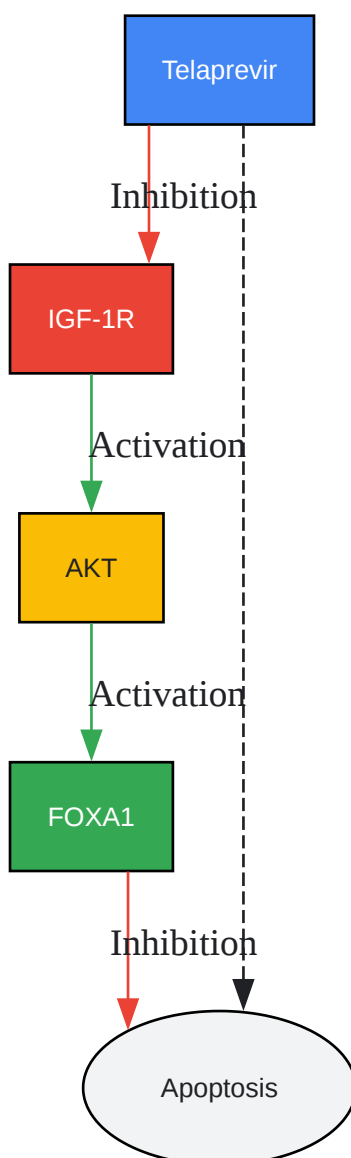 Telaprevir
Inhibition
IGF-1R
Activation
AKT
Activation
FOXA1
Inhibition
Apoptosis